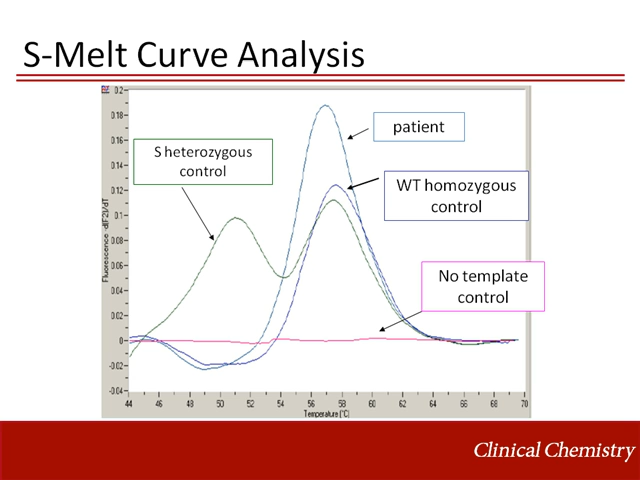 S-Melt Curve Analysis
0.2
0.18
0.16
0.14
0.12
0.1
0.08
0.06
0.04
0.02
0
-0.02
-0.04
Fluorescence -d(F2)/dT
patient
S heterozygous
control
WT homozygous
control
No template
control
44 46 48 50 52 54 56 58 60 62 64 66 68 70
Temperature (°C)
Clinical Chemistry